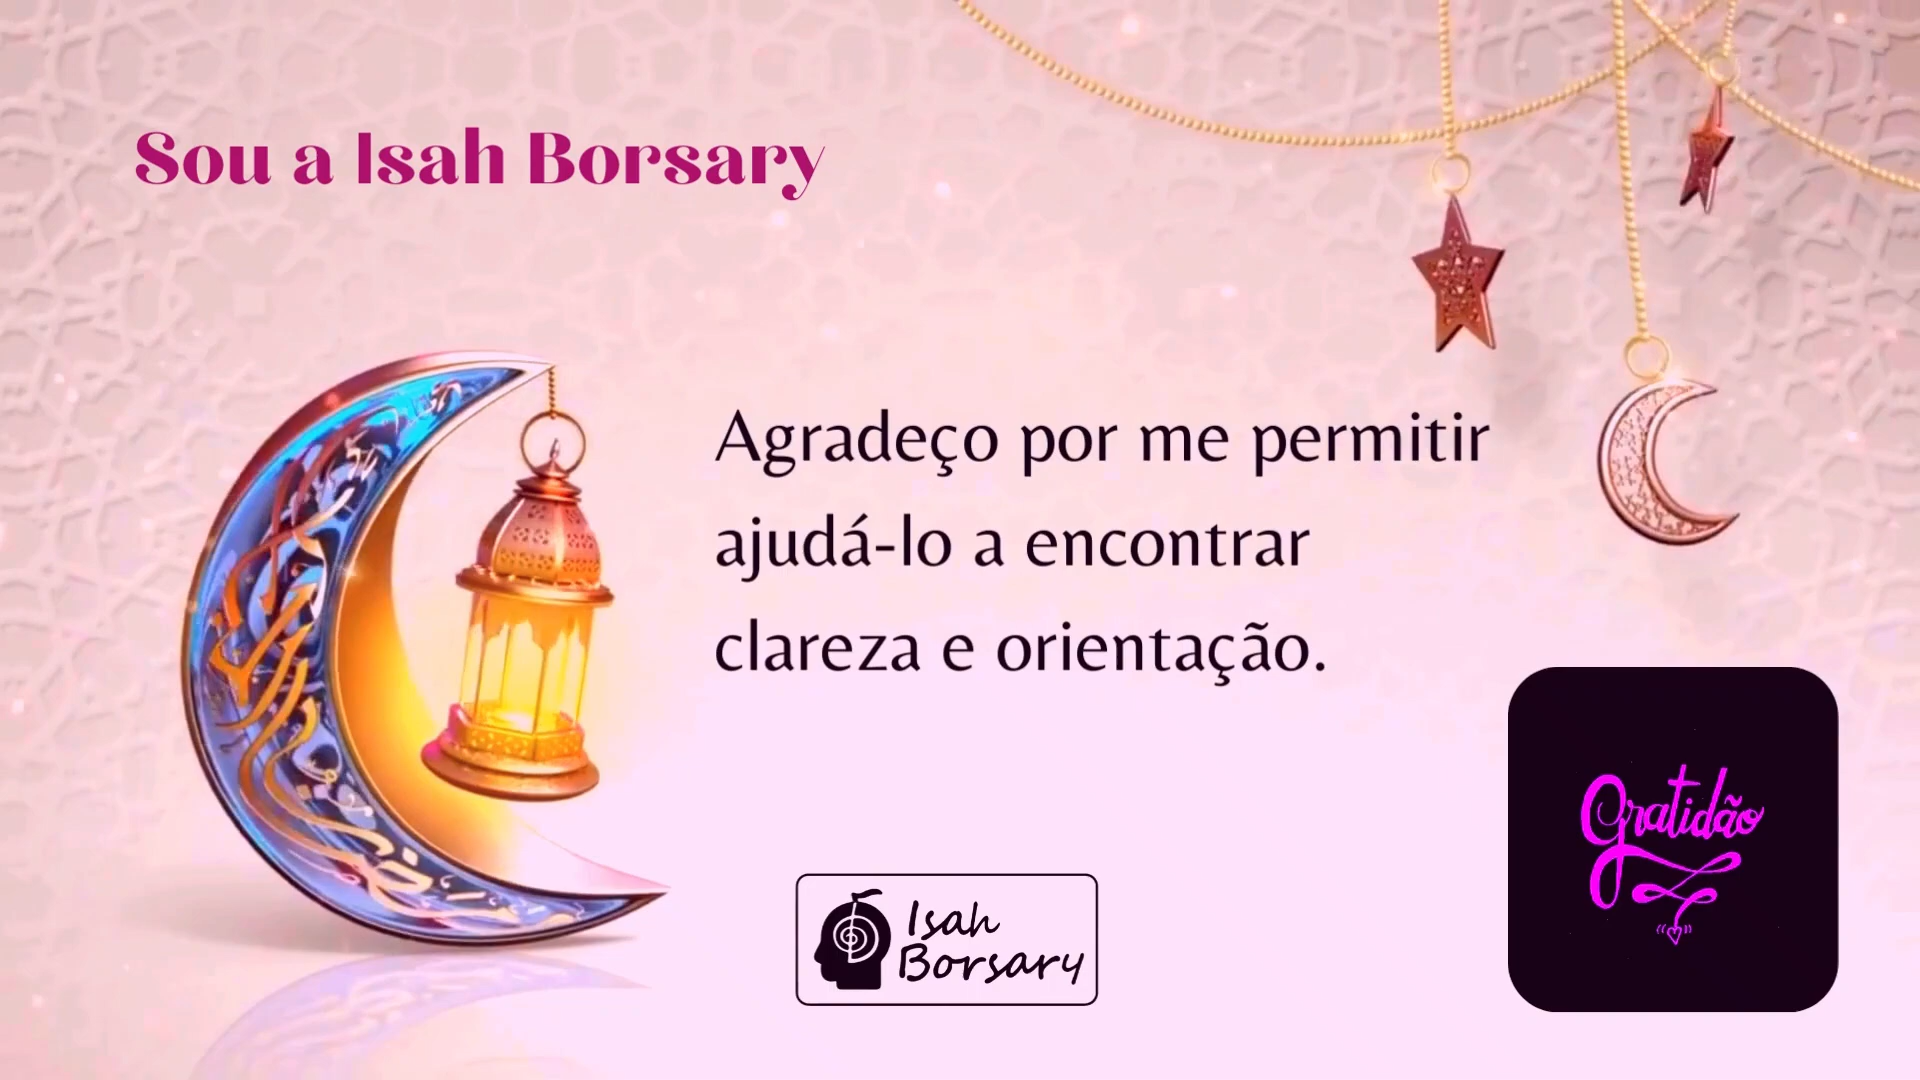 Sou a Isah Borsary
Agradeço por me permitir
ajudá-lo a encontrar
clareza e orientação.
Isah
Borsary
Gratidão